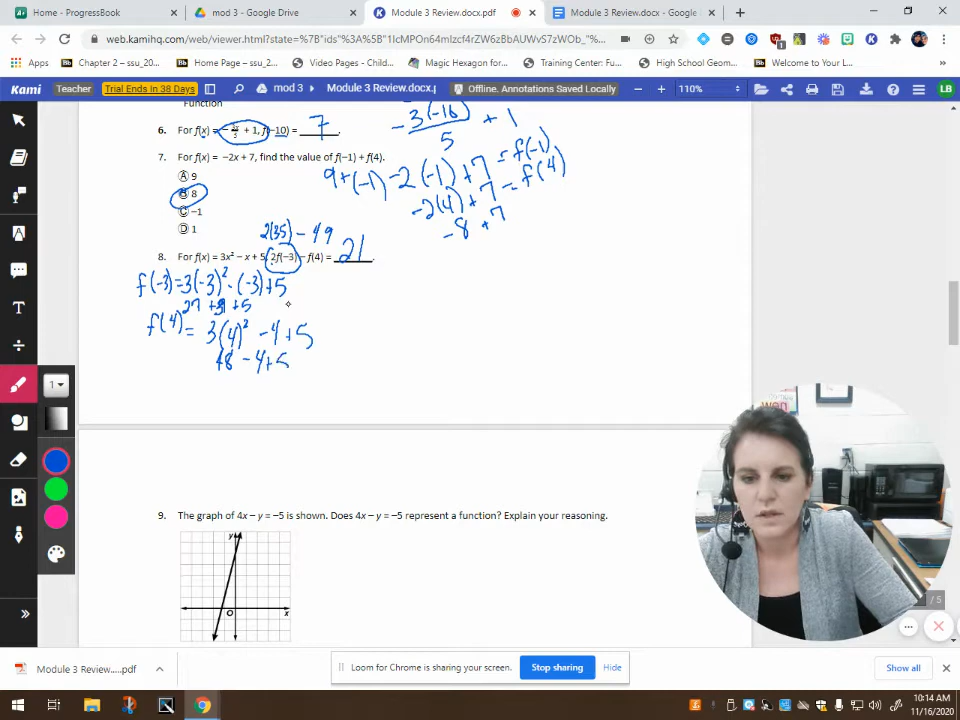 Home - ProgressBook
mod 3 - Google Drive
Module 3 Review.docx.pdf
Module 3 Review.docx - Google
web.kamihq.com/web/viewer.html?state=%7B"ids"%3A%5B"1IcMPOn64mIzcf4rZW6zBbAUWvS7WOb_"%...
Apps
Chapter 2 – ssu_20...
Home Page – ssu_2...
Video Pages - Child...
Magic Hexagon for...
Training Center: Fu...
High School Geom...
Welcome to Your L...
Kami
Teacher
Trial Ends In 38 Days
mod 3
Module 3 Review.d
Offline. Annotations Saved Locally
110%
LB
Function
-3(-10)/5 + 1
6. For f(x) = + 1, f(−10) = 7.
7. For f(x) = −2x + 7, find the value of f(−1) + f(4).
9 + (-1) -2(-1) + 7 = f(-1)
-2(4) + 7 = f(4)
-8 + 7
A 9
B 8
C −1
D 1
2(35) - 49
8. For f(x) = 3x² − x + 5, 2f(−3) − f(4) = 21.
f(-3) = 3(-3)² - (-3) + 5
27 + 3 + 5
f(4) = 3(4)² - 4 + 5
48 - 4 + 5
9. The graph of 4x − y = −5 is shown. Does 4x − y = −5 represent a function? Explain your reasoning.
y
O
x
/ 5
Module 3 Review....pdf
Loom for Chrome is sharing your screen.
Stop sharing
Hide
Show all
10:14 AM
11/16/2020